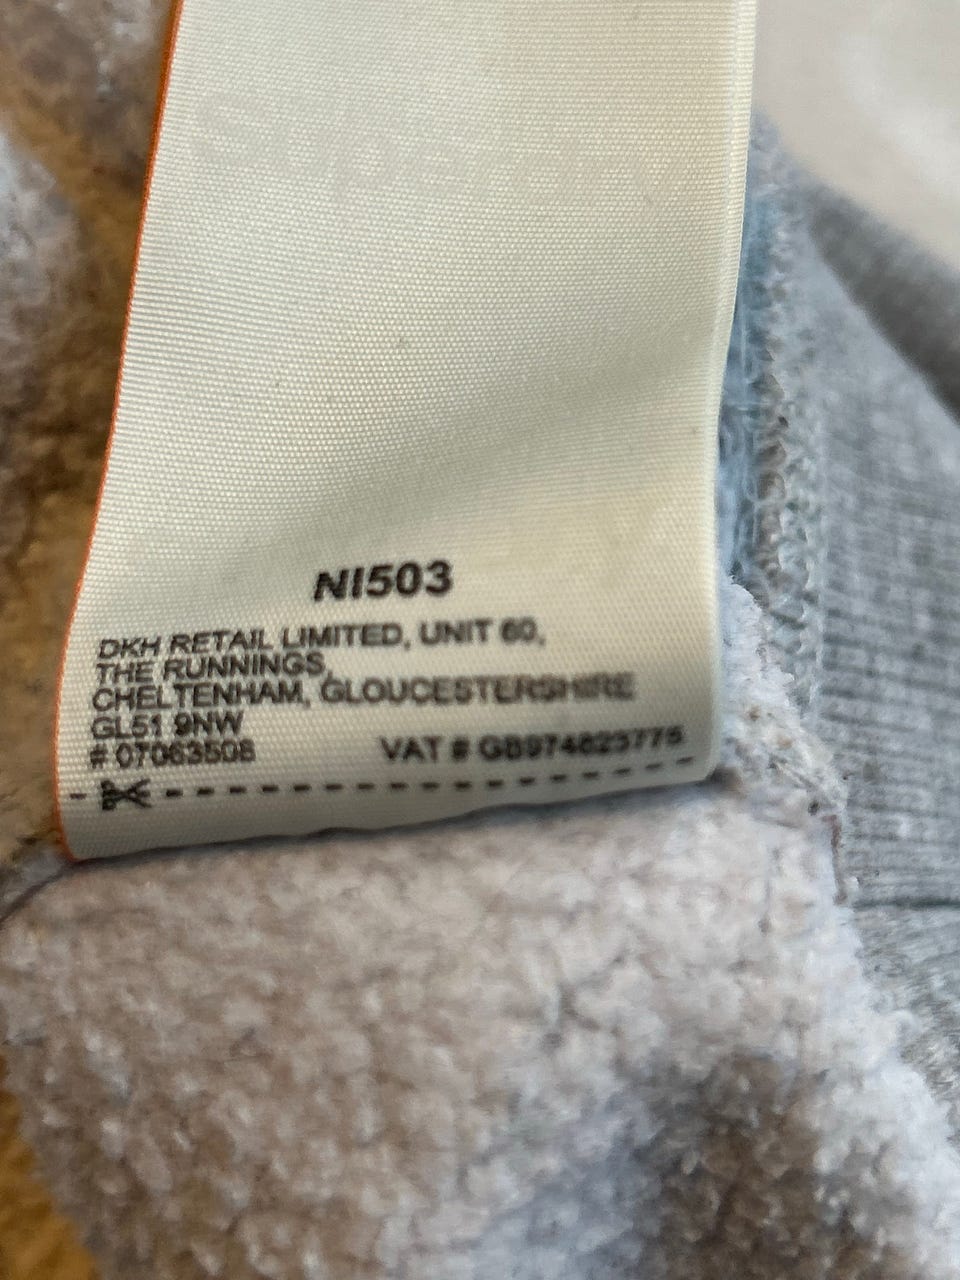 NI503
DKH RETAIL LIMITED, UNIT 60,
THE RUNNINGS,
CHELTENHAM, GLOUCESTERSHIRE
GL51 9NW
# 07063508 VAT # GB974823775